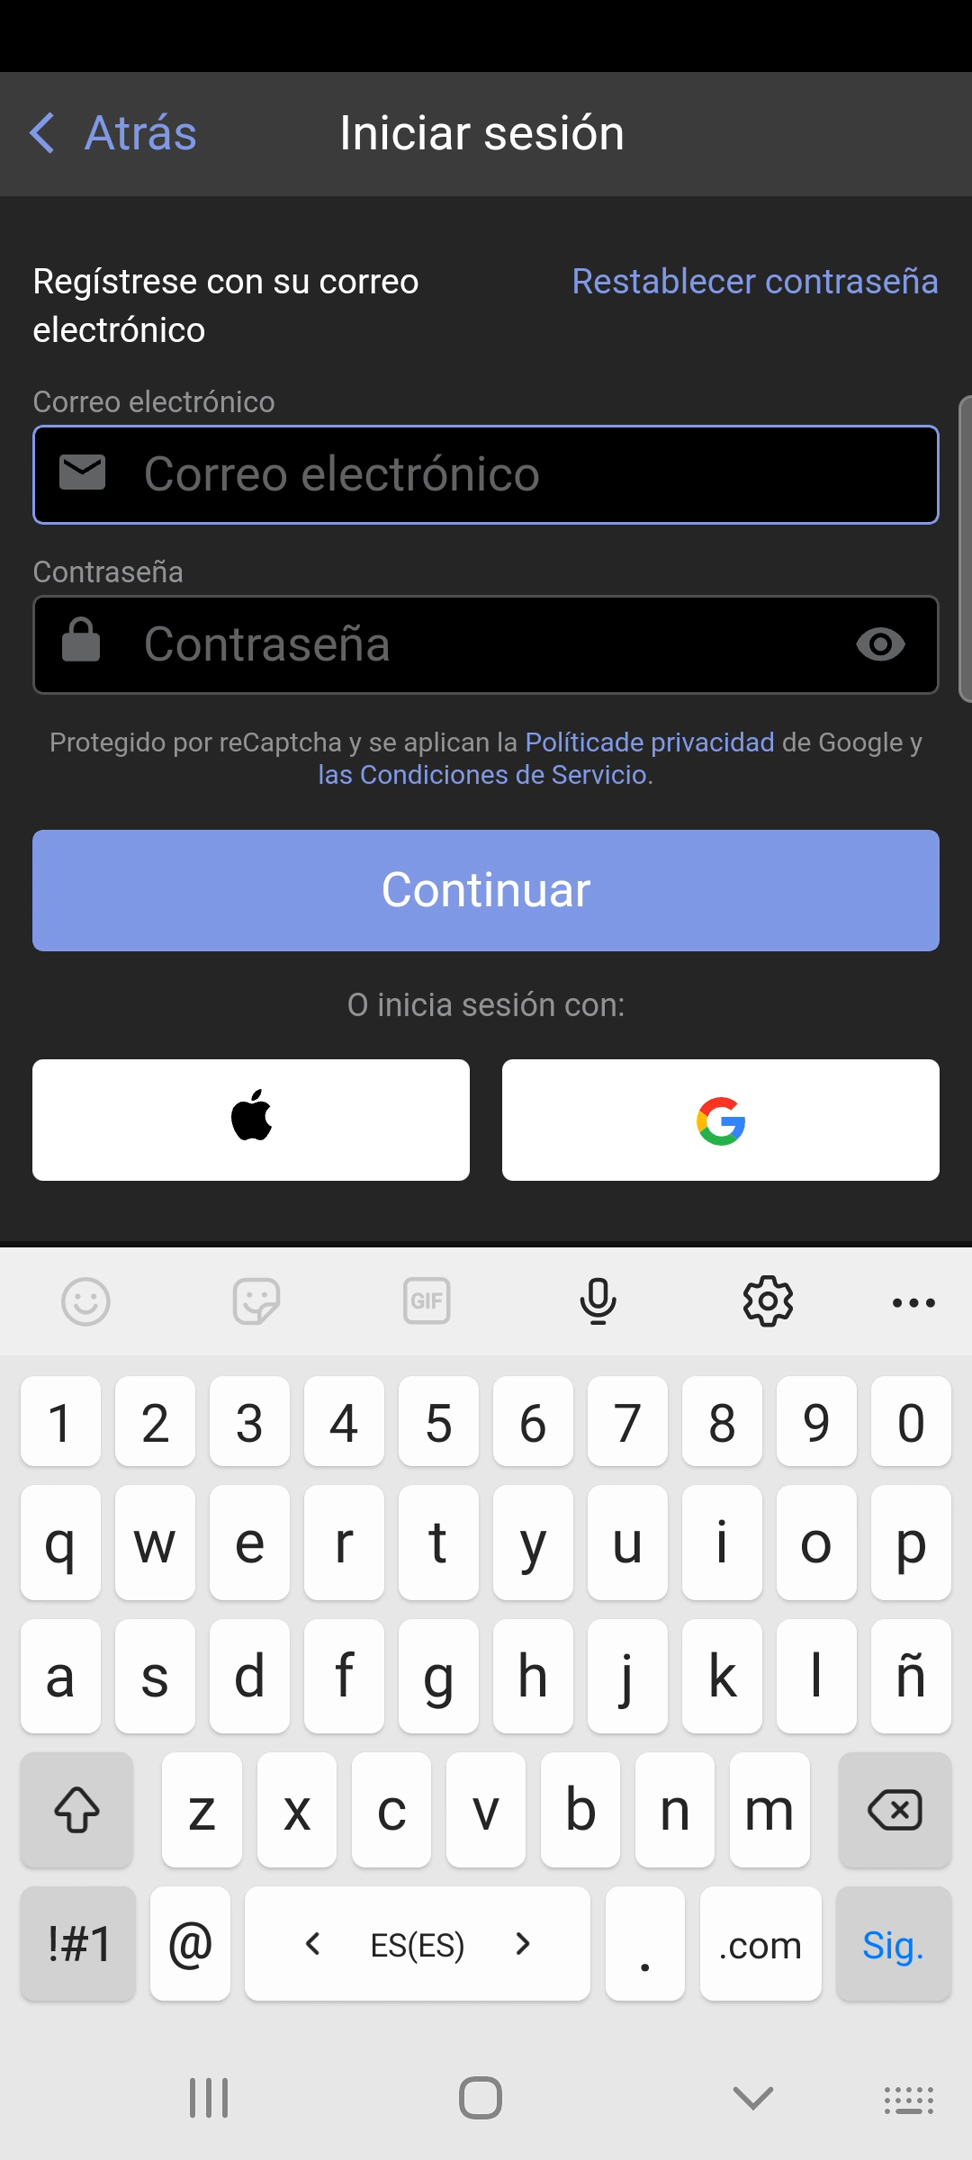 Atrás
Iniciar sesión
Regístrese con su correo
electrónico
Restablecer contraseña
Correo electrónico
Correo electrónico
Contraseña
Contraseña
Protegido por reCaptcha y se aplican la Políticade privacidad de Google y
las Condiciones de Servicio.
Continuar
O inicia sesión con:
GIF
1 2 3 4 5 6 7 8 9 0
q w e r t y u i o p
a s d f g h j k l ñ
z x c v b n m
!#1 @ ES(ES) . .com Sig.